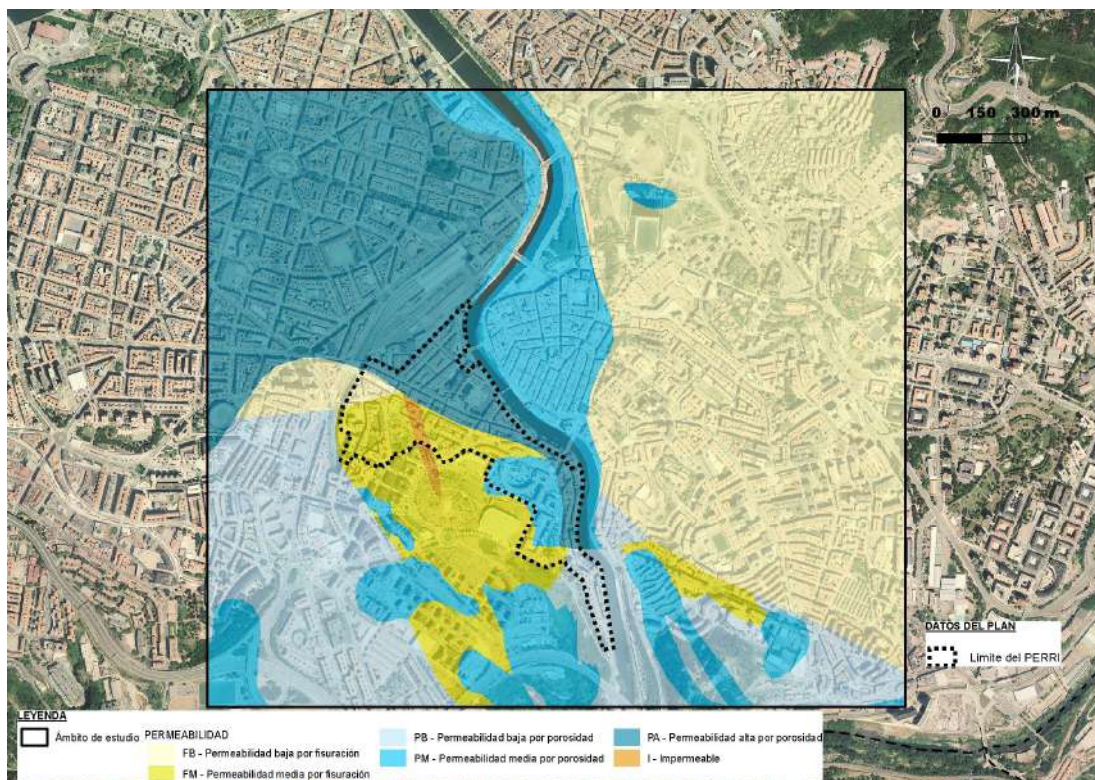 0 150 300 m
DATOS DEL PLAN
Límite del PERRI
LEYENDA
Ámbito de estudio
PERMEABILIDAD
FB - Permeabilidad baja por fisuración
FM - Permeabilidad media por fisuración
PB - Permeabilidad baja por porosidad
PM - Permeabilidad media por porosidad
PA - Permeabilidad alta por porosidad
I - Impermeable